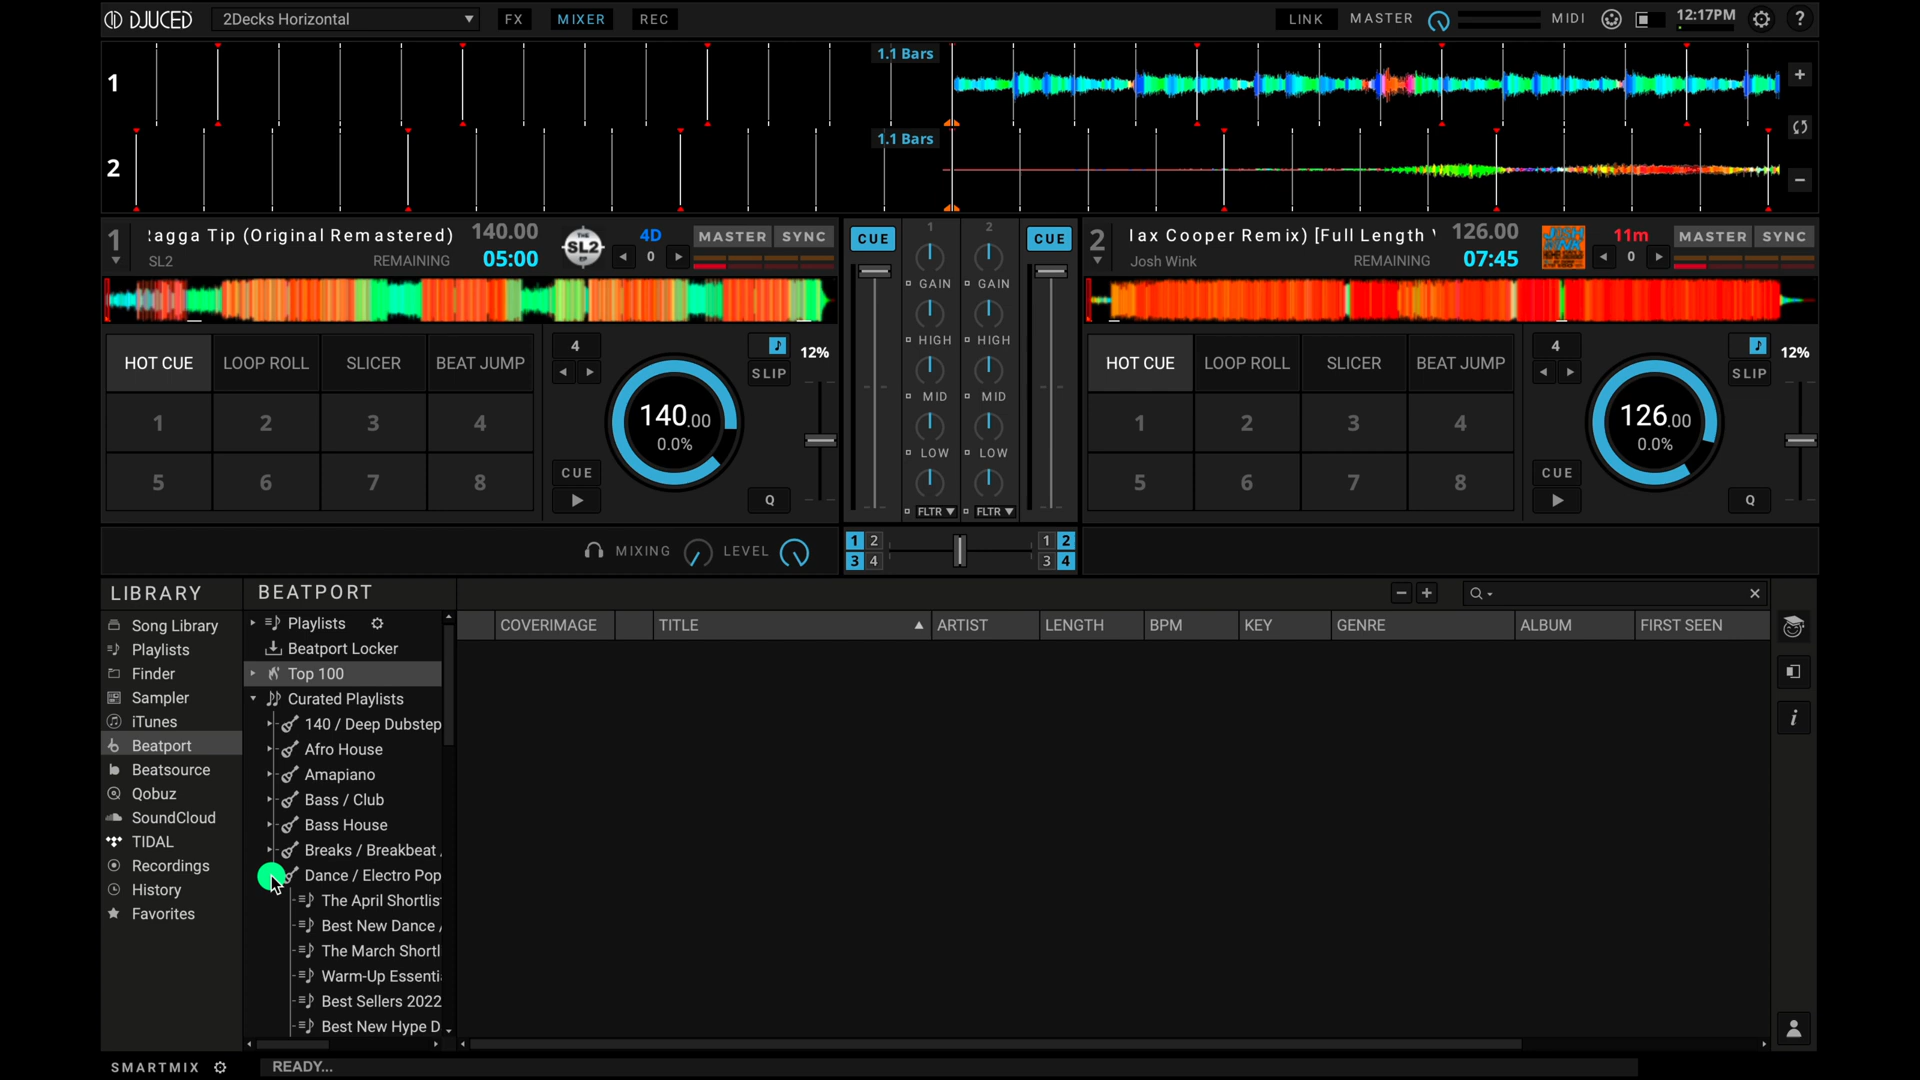 DJUCED 2Decks Horizontal FX MIXER REC LINK MASTER MIDI 12:17PM ?
1 1.1 Bars +
2 1.1 Bars −
1 agga Tip (Original Remastered) 140.00 4D MASTER SYNC
SL2 REMAINING 05:00 THE SL2 EP 0
CUE 1 2 CUE
2 ax Cooper Remix) [Full Length 126.00 11m MASTER SYNC
Josh Wink REMAINING 07:45 0
GAIN GAIN
HIGH HIGH
MID MID
LOW LOW
FLTR FLTR
HOT CUE LOOP ROLL SLICER BEAT JUMP 4 SLIP 12%
1 2 3 4
5 6 7 8
140.00
0.0%
CUE Q
HOT CUE LOOP ROLL SLICER BEAT JUMP 4 SLIP 12%
1 2 3 4
5 6 7 8
126.00
0.0%
CUE Q
MIXING LEVEL 1 2 3 4 1 2 3 4
LIBRARY
Song Library
Playlists
Finder
Sampler
iTunes
Beatport
Beatsource
Qobuz
SoundCloud
TIDAL
Recordings
History
Favorites
BEATPORT
Playlists
Beatport Locker
Top 100
Curated Playlists
140 / Deep Dubstep
Afro House
Amapiano
Bass / Club
Bass House
Breaks / Breakbeat /
Dance / Electro Pop
The April Shortlis
Best New Dance /
The March Shortl
Warm-Up Essenti
Best Sellers 2022
Best New Hype D
COVERIMAGE TITLE ARTIST LENGTH BPM KEY GENRE ALBUM FIRST SEEN
SMARTMIX READY...